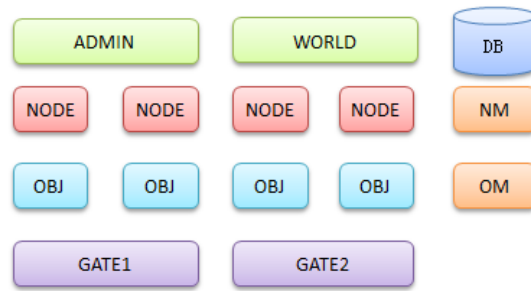 ADMIN WORLD DB
NODE NODE NODE NODE NM
OBJ OBJ OBJ OBJ OM
GATE1 GATE2